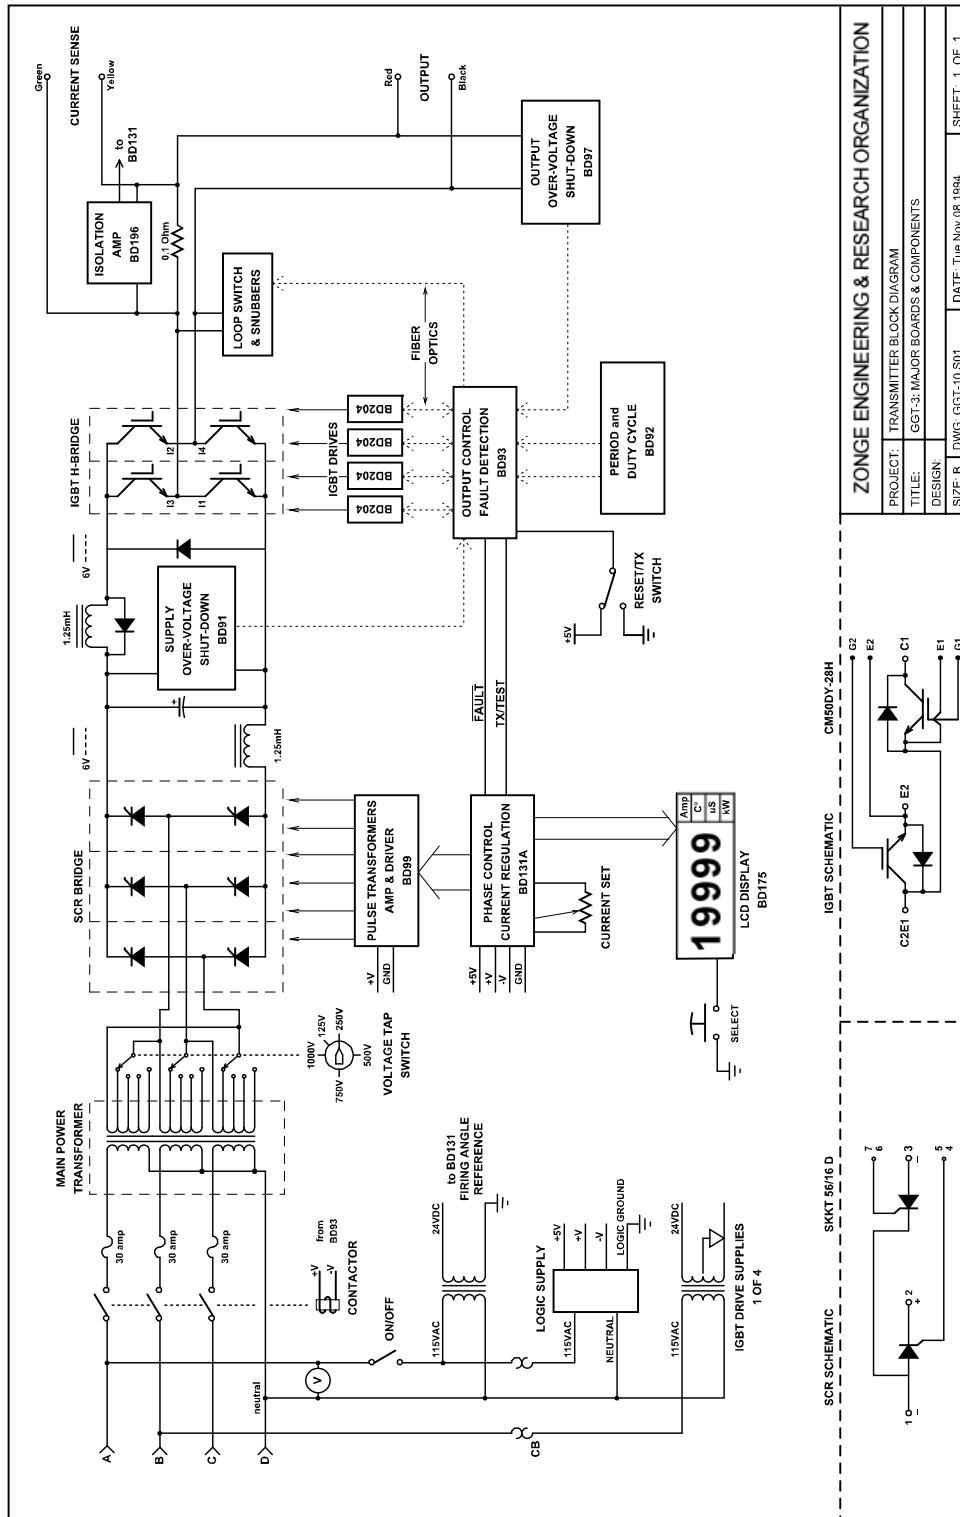 CURRENT SENSE
Green
Yellow
to
BD131
ISOLATION
AMP
BD196
0.1 Ohm
LOOP SWITCH
& SNUBBERS
OUTPUT
Red
Black
OUTPUT
OVER-VOLTAGE
SHUT-DOWN
BD97
FIBER
OPTICS
IGBT H-BRIDGE
I3
I1
I2
I4
IGBT DRIVES
BD204
BD204
BD204
BD204
OUTPUT CONTROL
FAULT DETECTION
BD93
PERIOD and
DUTY CYCLE
BD92
RESET/TX
SWITCH
+5V
6V
1.25mH
SUPPLY
OVER-VOLTAGE
SHUT-DOWN
BD91
+
6V
1.25mH
FAULT
TX/TEST
SCR BRIDGE
PULSE TRANSFORMERS
AMP & DRIVER
BD99
+V
GND
PHASE CONTROL
CURRENT REGULATION
BD131A
+5V
+V
-V
GND
CURRENT SET
19999
Amp
C°
uS
kW
LCD DISPLAY
BD175
SELECT
MAIN POWER
TRANSFORMER
1000V
125V
250V
750V
500V
VOLTAGE TAP
SWITCH
30 amp
30 amp
30 amp
from
BD93
+V
-V
CONTACTOR
A
B
C
D
neutral
V
ON/OFF
CB
115VAC
24VDC
to BD131
FIRING ANGLE
REFERENCE
LOGIC SUPPLY
115VAC
NEUTRAL
+5V
+V
-V
LOGIC GROUND
115VAC
24VDC
IGBT DRIVE SUPPLIES
1 OF 4
SCR SCHEMATIC
SKKT 56/16 D
1
–
2
+
3
–
7
6
5
4
IGBT SCHEMATIC
CM50DY-28H
C2E1
E2
C1
G2
E2
E1
G1
ZONGE ENGINEERING & RESEARCH ORGANIZATION
PROJECT: TRANSMITTER BLOCK DIAGRAM
TITLE: GGT-3: MAJOR BOARDS & COMPONENTS
DESIGN:
SIZE: B DWG: GGT-10.S01 DATE: Tue Nov 08 1994 SHEET: 1 OF 1